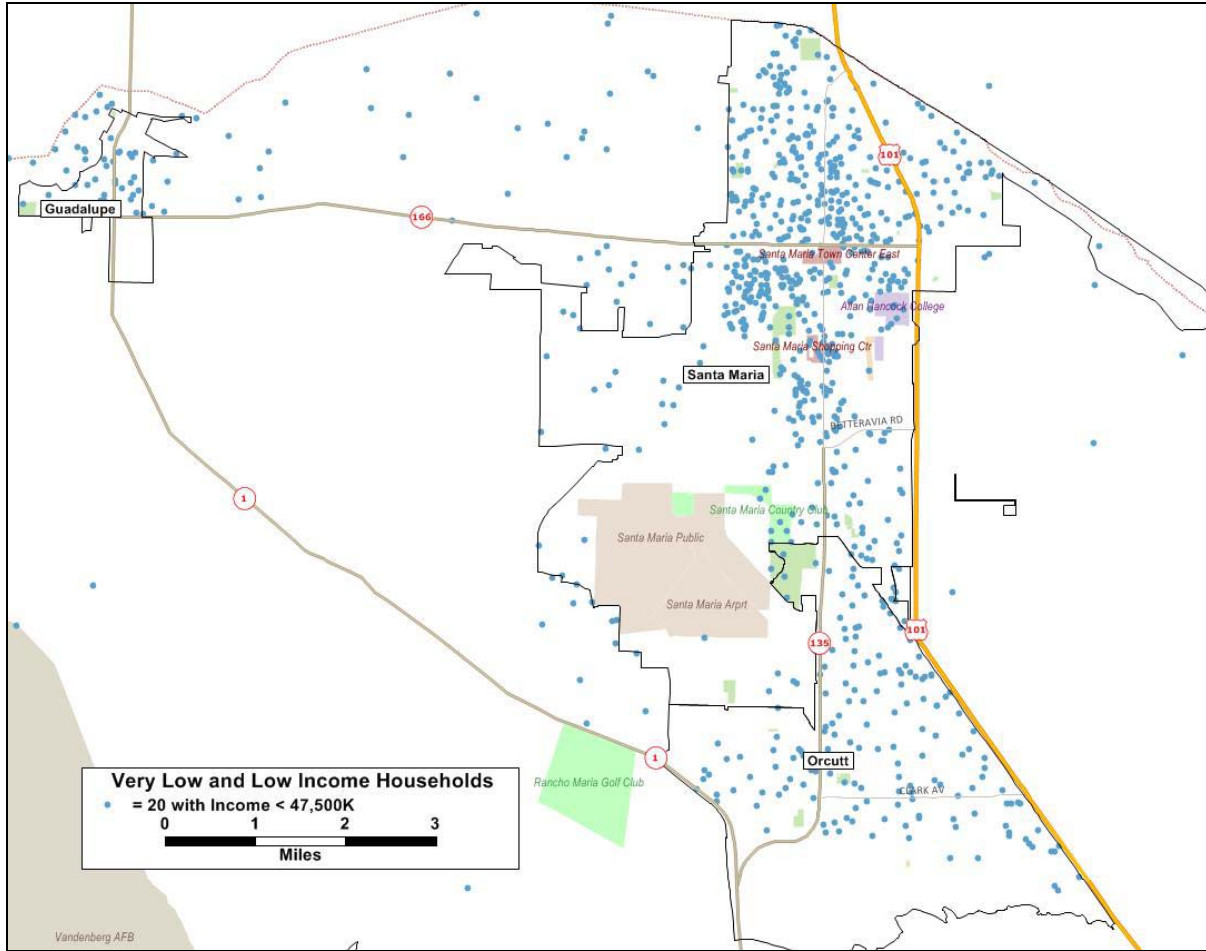 101
Guadalupe
166
Santa Maria Town Center East
Allan Hancock College
Santa Maria Shopping Ctr
Santa Maria
BETTERAVIA RD
1
Santa Maria Country Club
Santa Maria Public
Santa Maria Arprt
101
135
1
Orcutt
Rancho Maria Golf Club
CLARK AV
Very Low and Low Income Households
= 20 with Income < 47,500K
0 1 2 3
Miles
Vandenberg AFB